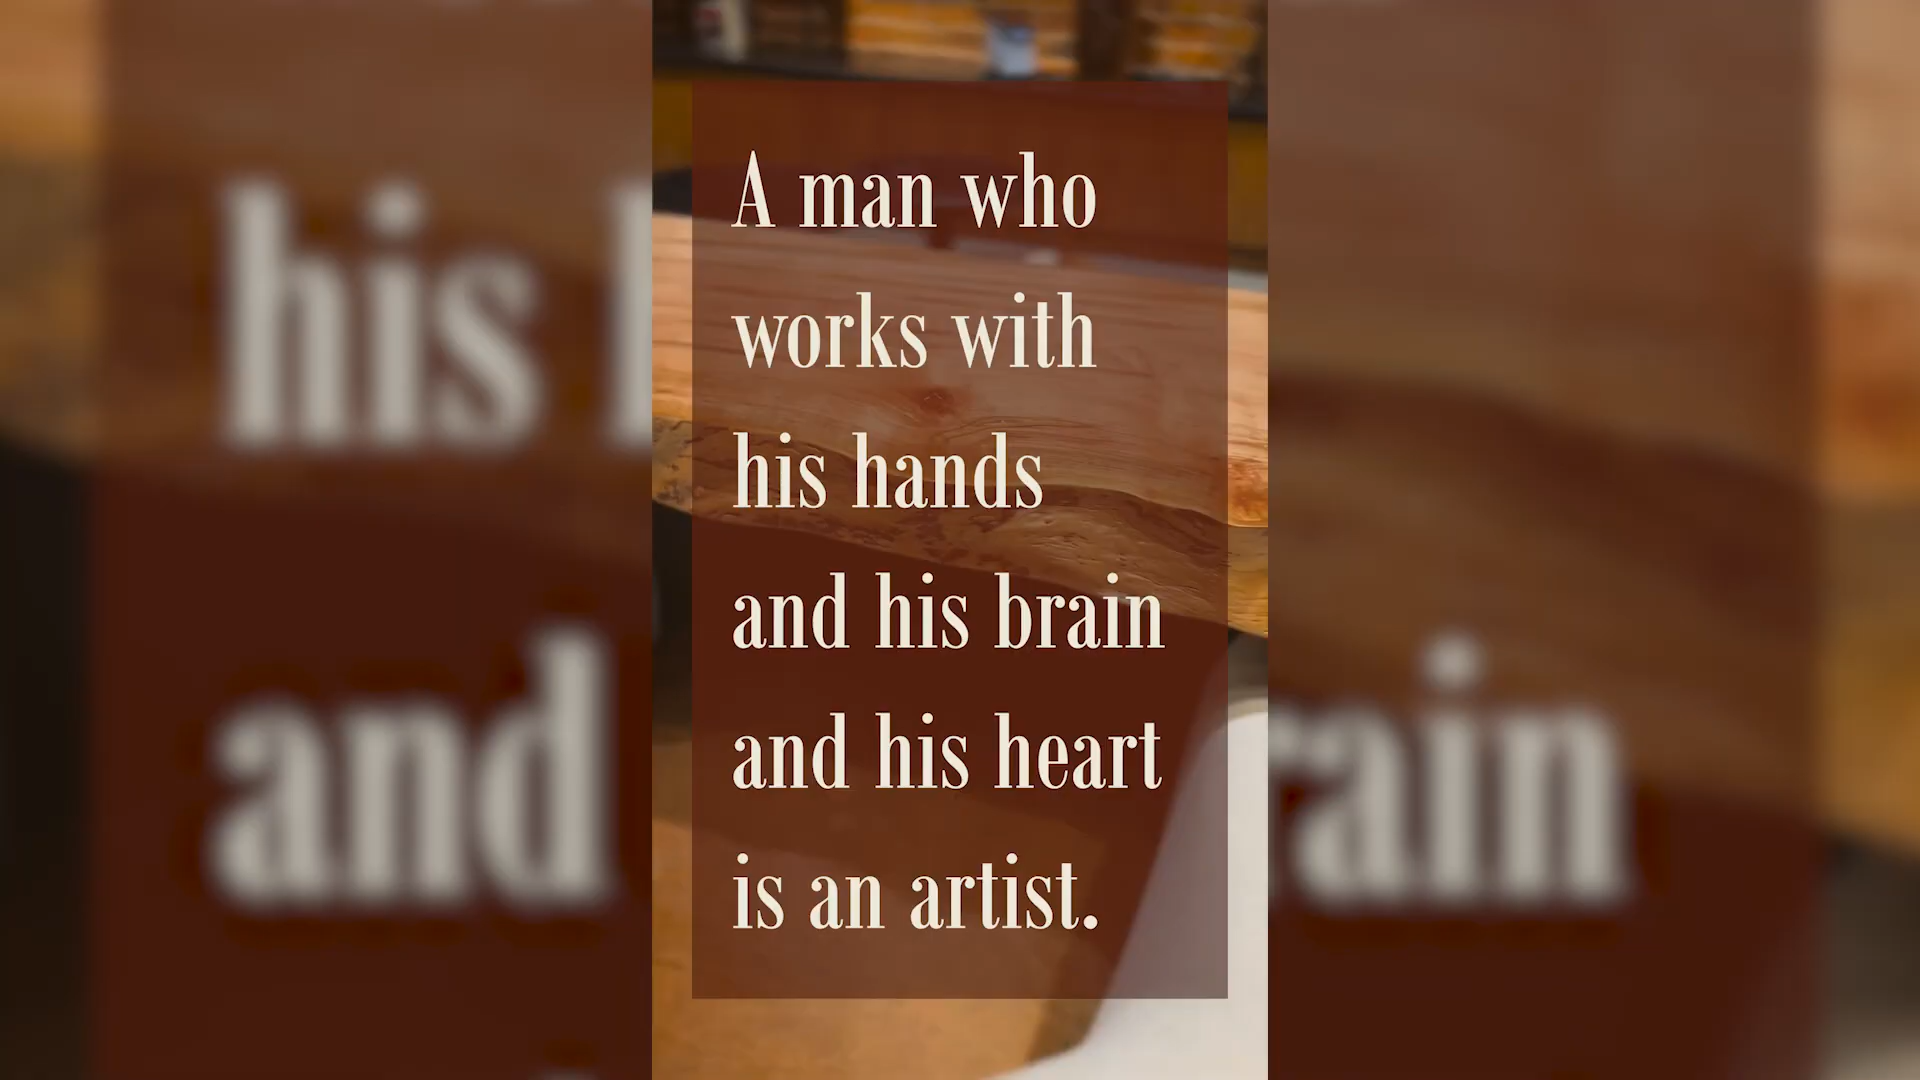 A man who
works with
his hands
and his brain
and his heart
is an artist.